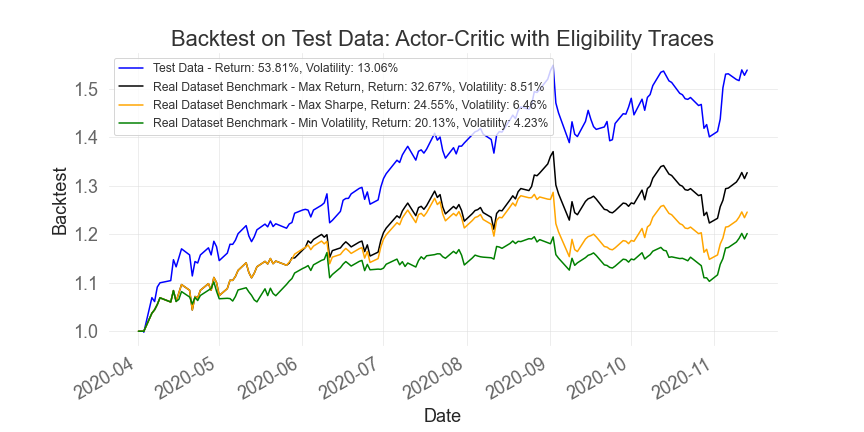 Backtest on Test Data: Actor-Critic with Eligibility Traces
Test Data - Return: 53.81%, Volatility: 13.06%
Real Dataset Benchmark - Max Return, Return: 32.67%, Volatility: 8.51%
Real Dataset Benchmark - Max Sharpe, Return: 24.55%, Volatility: 6.46%
Real Dataset Benchmark - Min Volatility, Return: 20.13%, Volatility: 4.23%
Backtest
1.5
1.4
1.3
1.2
1.1
1.0
2020-04
2020-05
2020-06
2020-07
2020-08
2020-09
2020-10
2020-11
Date